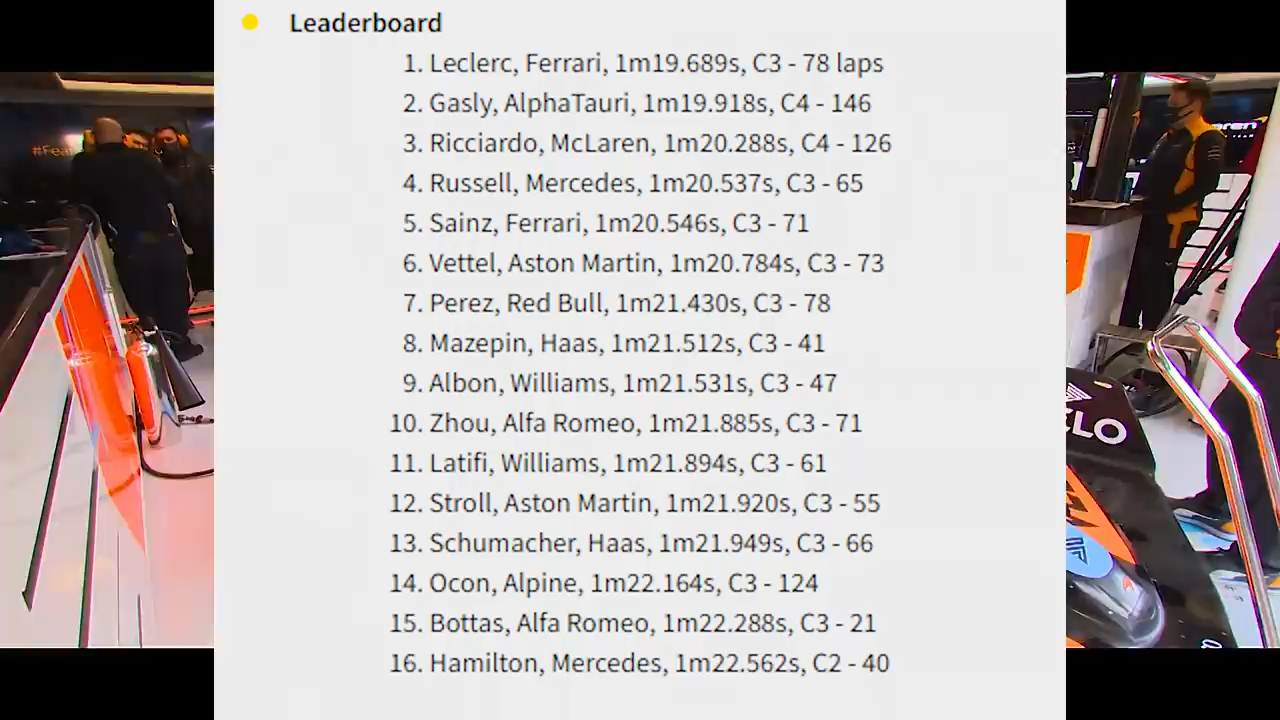 Leaderboard
1. Leclerc, Ferrari, 1m19.689s, C3 - 78 laps
2. Gasly, AlphaTauri, 1m19.918s, C4 - 146
3. Ricciardo, McLaren, 1m20.288s, C4 - 126
4. Russell, Mercedes, 1m20.537s, C3 - 65
5. Sainz, Ferrari, 1m20.546s, C3 - 71
6. Vettel, Aston Martin, 1m20.784s, C3 - 73
7. Perez, Red Bull, 1m21.430s, C3 - 78
8. Mazepin, Haas, 1m21.512s, C3 - 41
9. Albon, Williams, 1m21.531s, C3 - 47
10. Zhou, Alfa Romeo, 1m21.885s, C3 - 71
11. Latifi, Williams, 1m21.894s, C3 - 61
12. Stroll, Aston Martin, 1m21.920s, C3 - 55
13. Schumacher, Haas, 1m21.949s, C3 - 66
14. Ocon, Alpine, 1m22.164s, C3 - 124
15. Bottas, Alfa Romeo, 1m22.288s, C3 - 21
16. Hamilton, Mercedes, 1m22.562s, C2 - 40